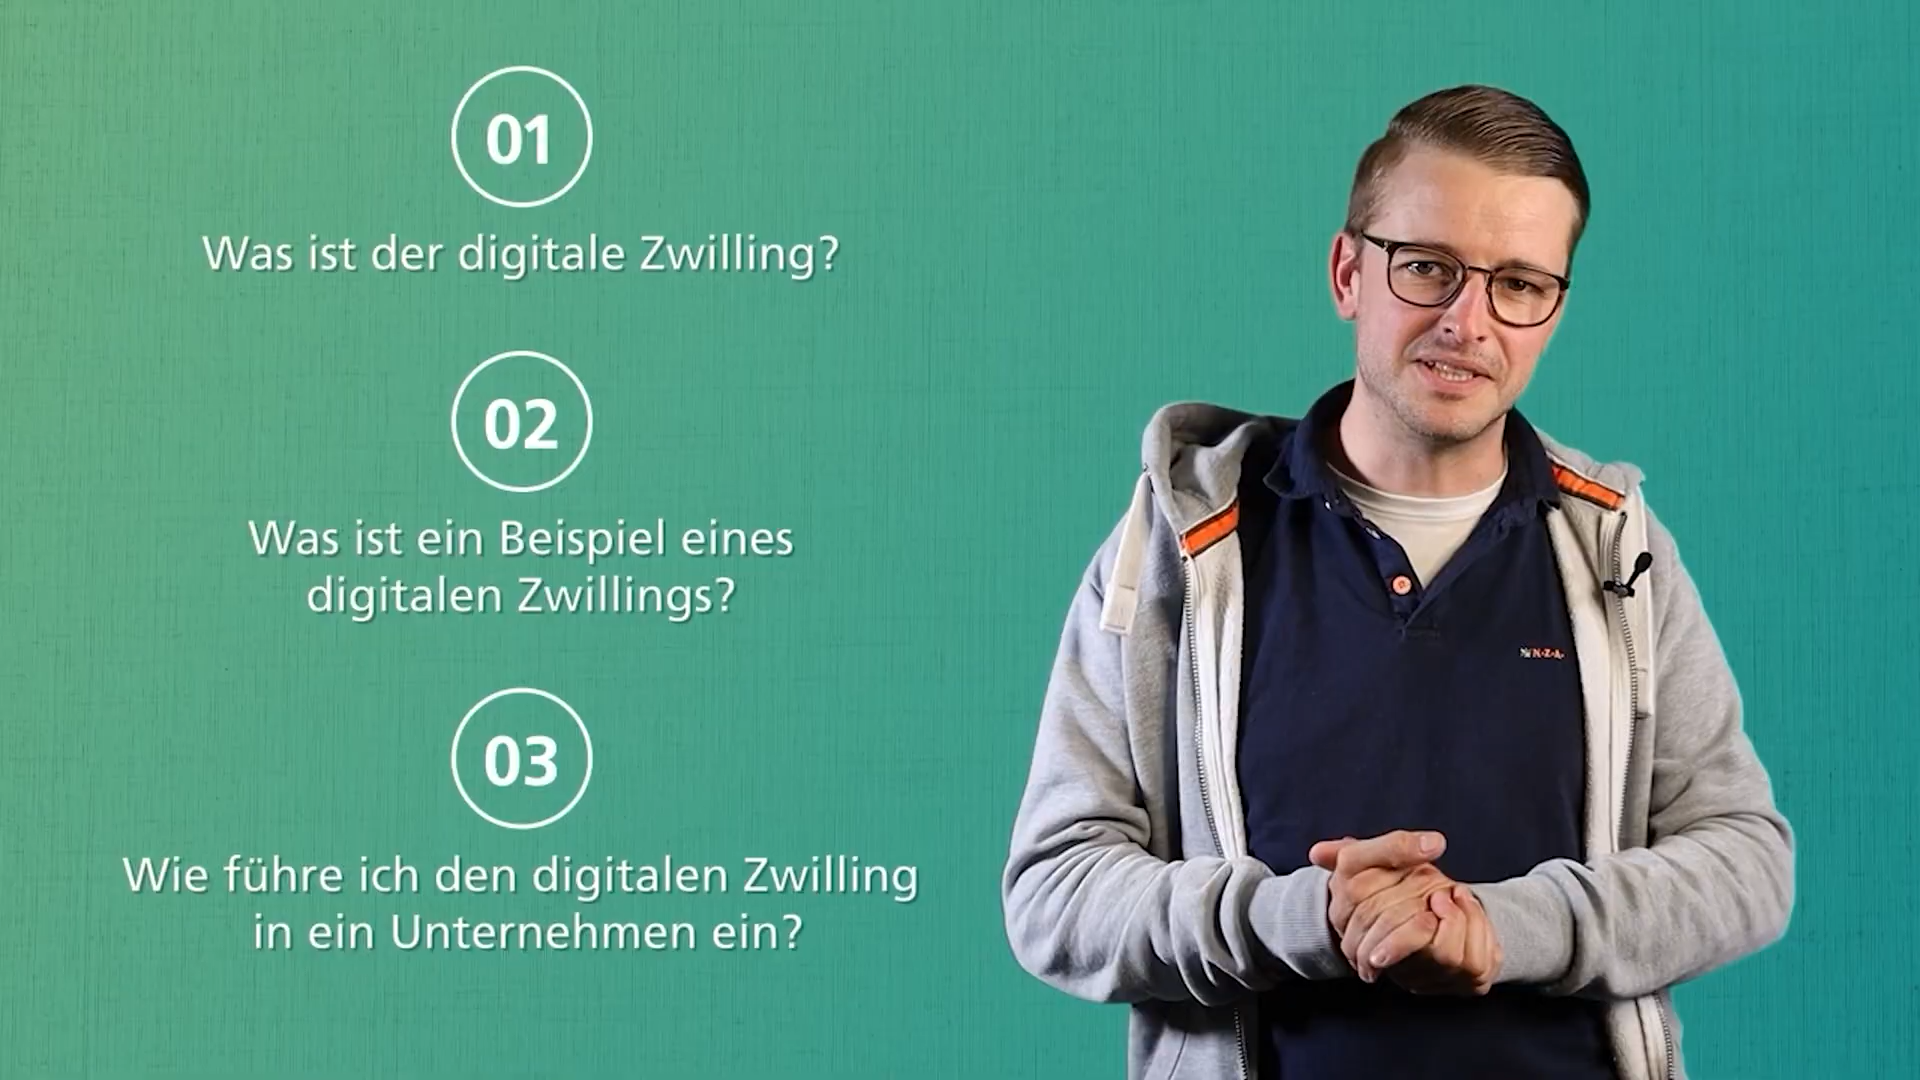 01
Was ist der digitale Zwilling?
02
Was ist ein Beispiel eines
digitalen Zwillings?
03
Wie führe ich den digitalen Zwilling
in ein Unternehmen ein?
N·Z·A·